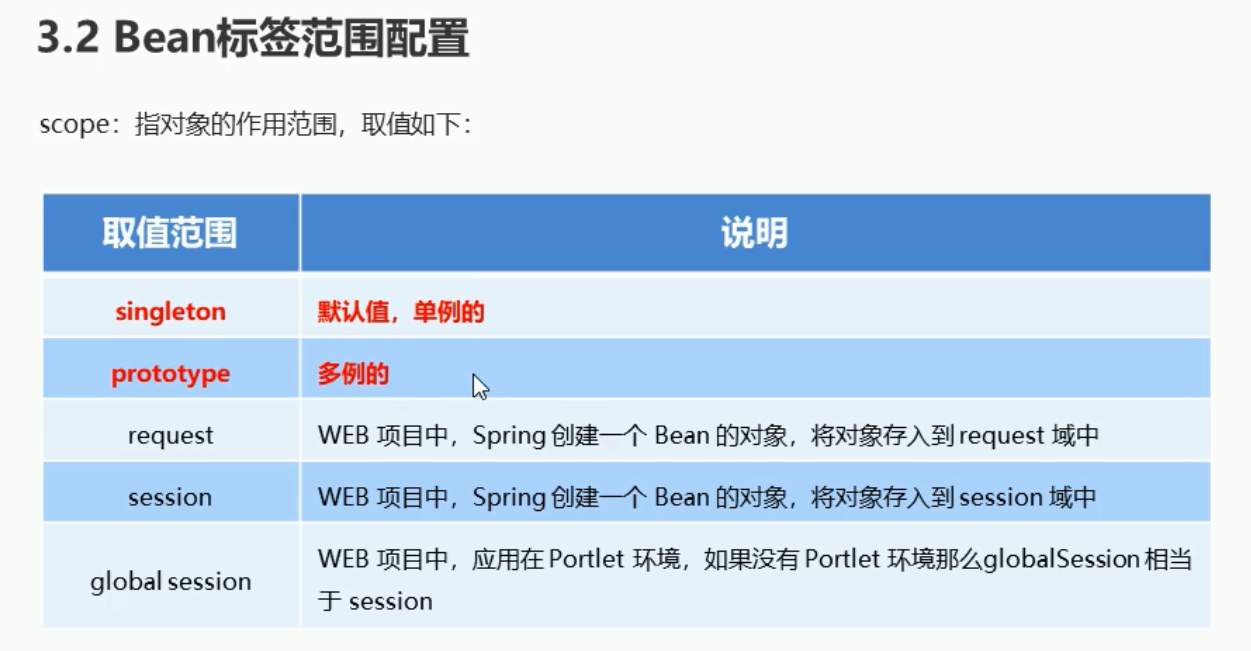 3.2 Bean标签范围配置
scope：指对象的作用范围，取值如下：
取值范围 说明
singleton 默认值，单例的
prototype 多例的
request WEB 项目中，Spring 创建一个 Bean 的对象，将对象存入到 request 域中
session WEB 项目中，Spring 创建一个 Bean 的对象，将对象存入到 session 域中
global session WEB 项目中，应用在 Portlet 环境，如果没有 Portlet 环境那么globalSession 相当
于 session